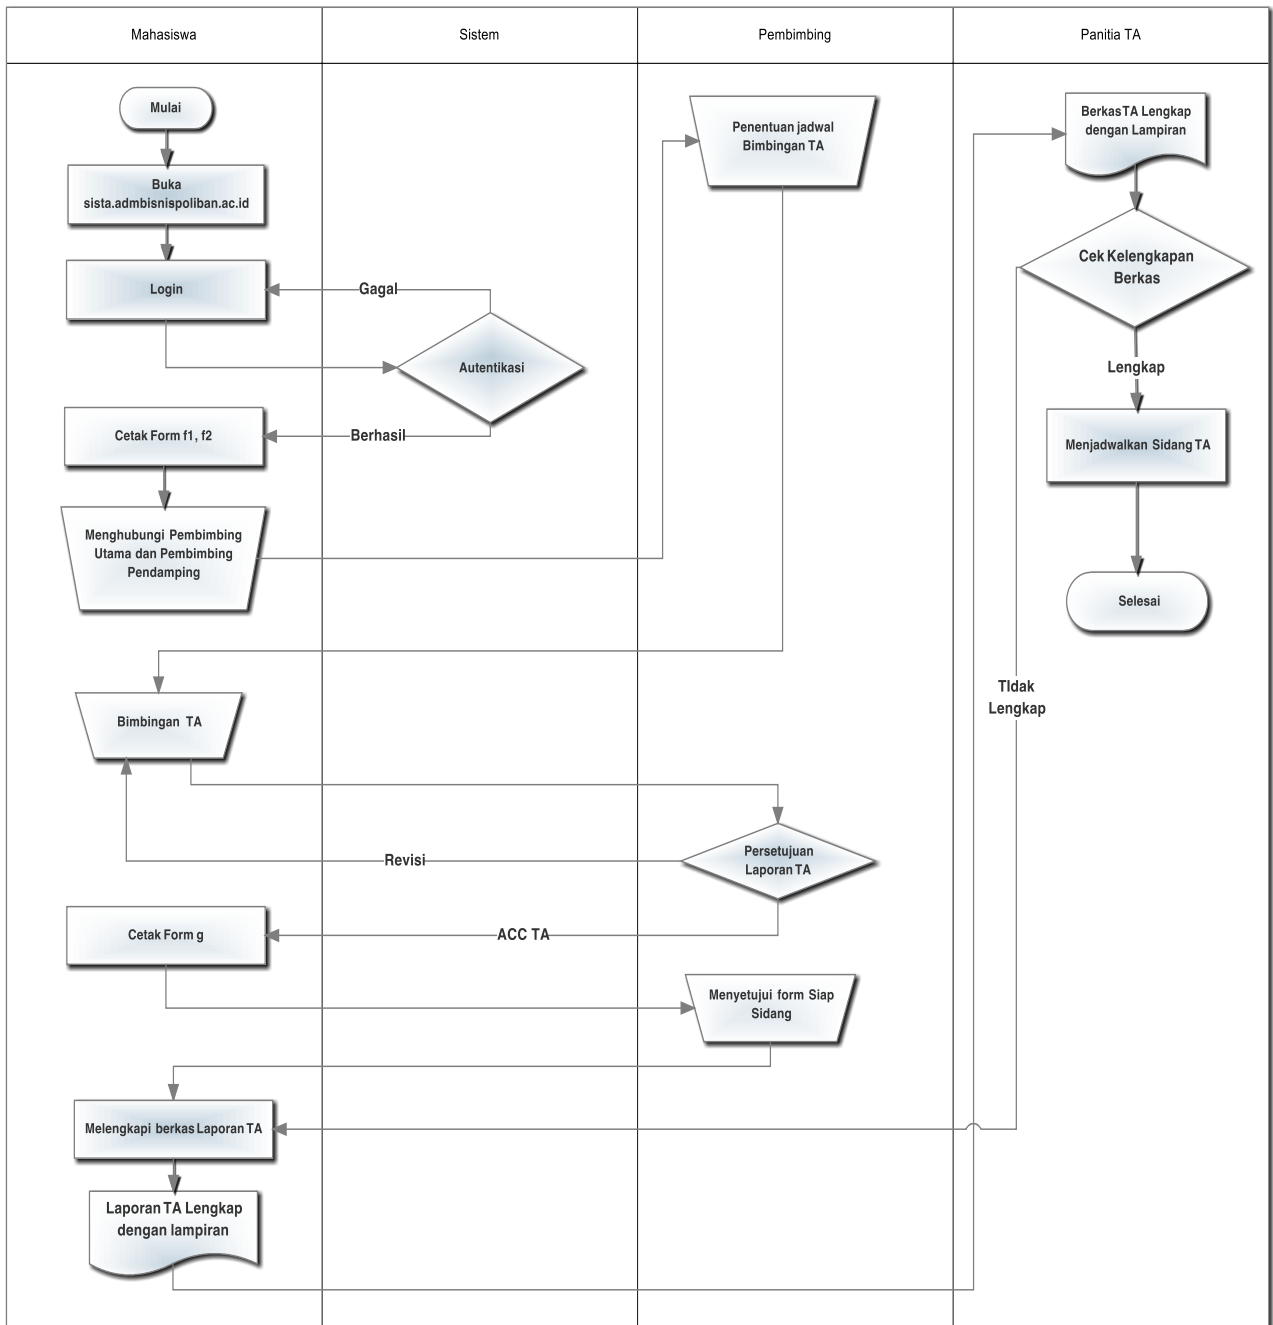 Mahasiswa
Sistem
Pembimbing
Panitia TA
Mulai
Buka
sista.admbisnispoliban.ac.id
Login
Gagal
Autentikasi
Berhasil
Cetak Form f1, f2
Menghubungi Pembimbing
Utama dan Pembimbing
Pendamping
Penentuan jadwal
Bimbingan TA
Bimbingan TA
Persetujuan
Laporan TA
Revisi
ACC TA
Cetak Form g
Menyetujui form Siap
Sidang
Melengkapi berkas Laporan TA
Laporan TA Lengkap
dengan lampiran
Berkas TA Lengkap
dengan Lampiran
Cek Kelengkapan
Berkas
Lengkap
Menjadwalkan Sidang TA
Selesai
TIdak
Lengkap